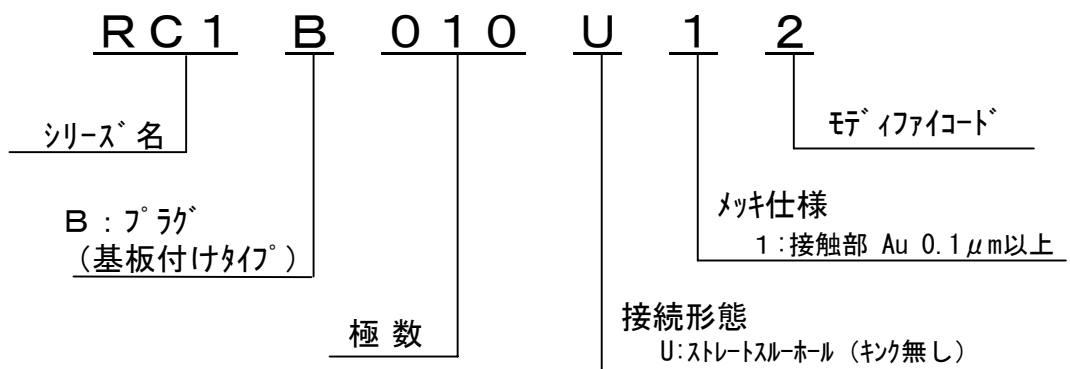 RC1 B 010 U 1 2
ｼﾘｰｽﾞ名
ﾓﾃﾞｨﾌｧｲｺｰﾄﾞ
B：ﾌﾟﾗｸﾞ
(基板付けﾀｲﾌﾟ)
ﾒｯｷ仕様
1:接触部 Au 0.1μm以上
極数
接続形態
U:ｽﾄﾚｰﾄｽﾙｰﾎｰﾙ (ｷﾝｸ無し)